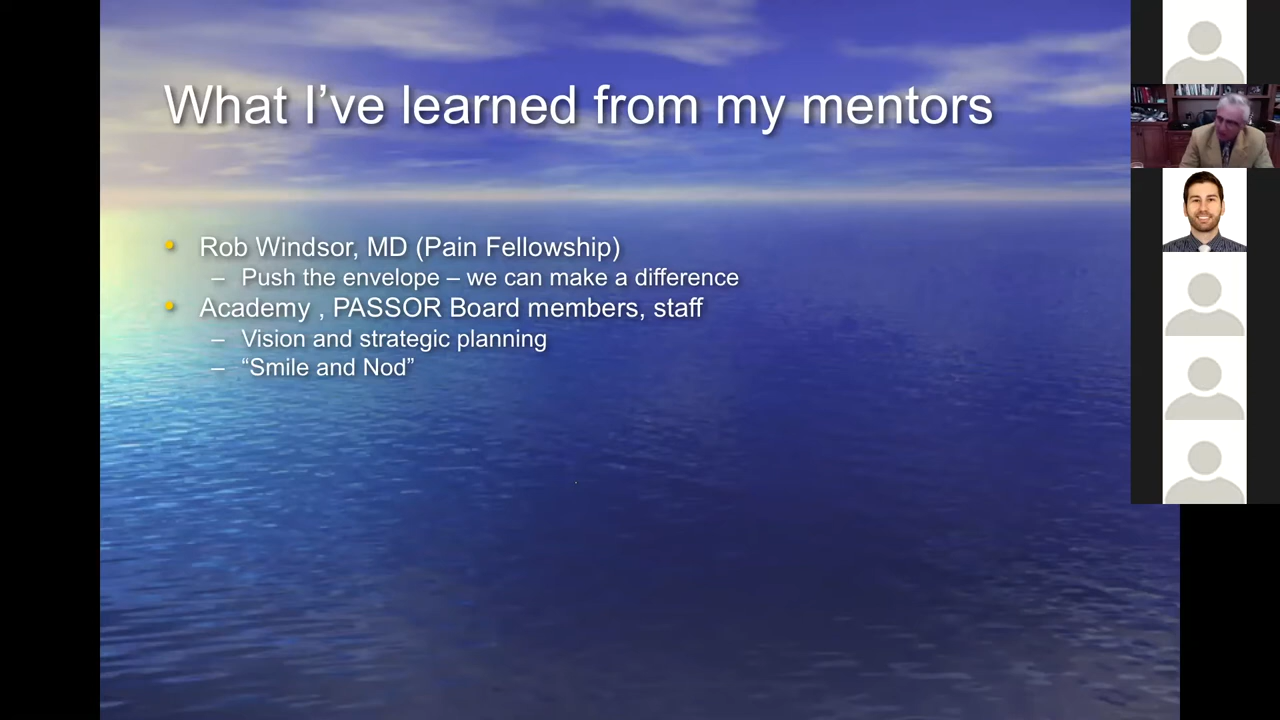 What I’ve learned from my mentors
• Rob Windsor, MD (Pain Fellowship)
– Push the envelope – we can make a difference
• Academy , PASSOR Board members, staff
– Vision and strategic planning
– “Smile and Nod”